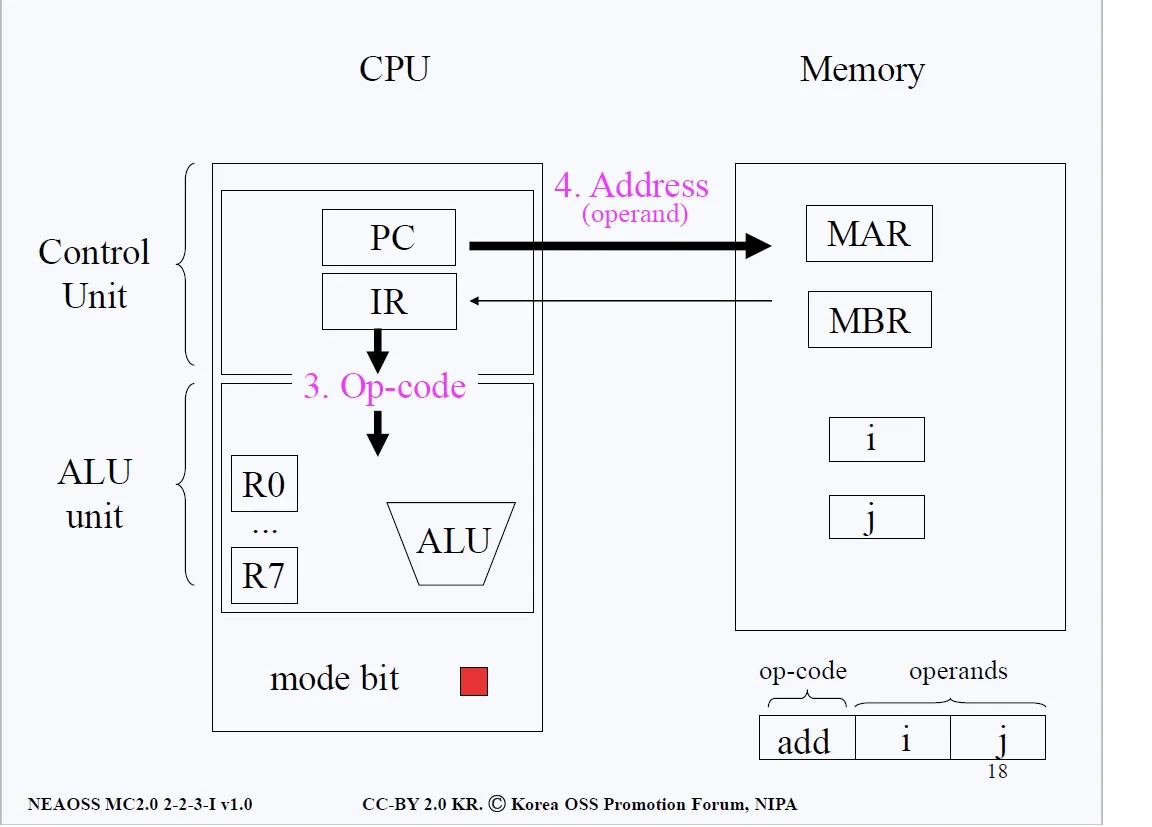 CPU
Memory
4. Address
(operand)
Control
Unit
PC
IR
MAR
MBR
3. Op-code
i
j
ALU
unit
R0
...
R7
ALU
mode bit
op-code
operands
add
i
j
18
NEAOSS MC2.0 2-2-3-I v1.0
CC-BY 2.0 KR. Ⓒ Korea OSS Promotion Forum, NIPA